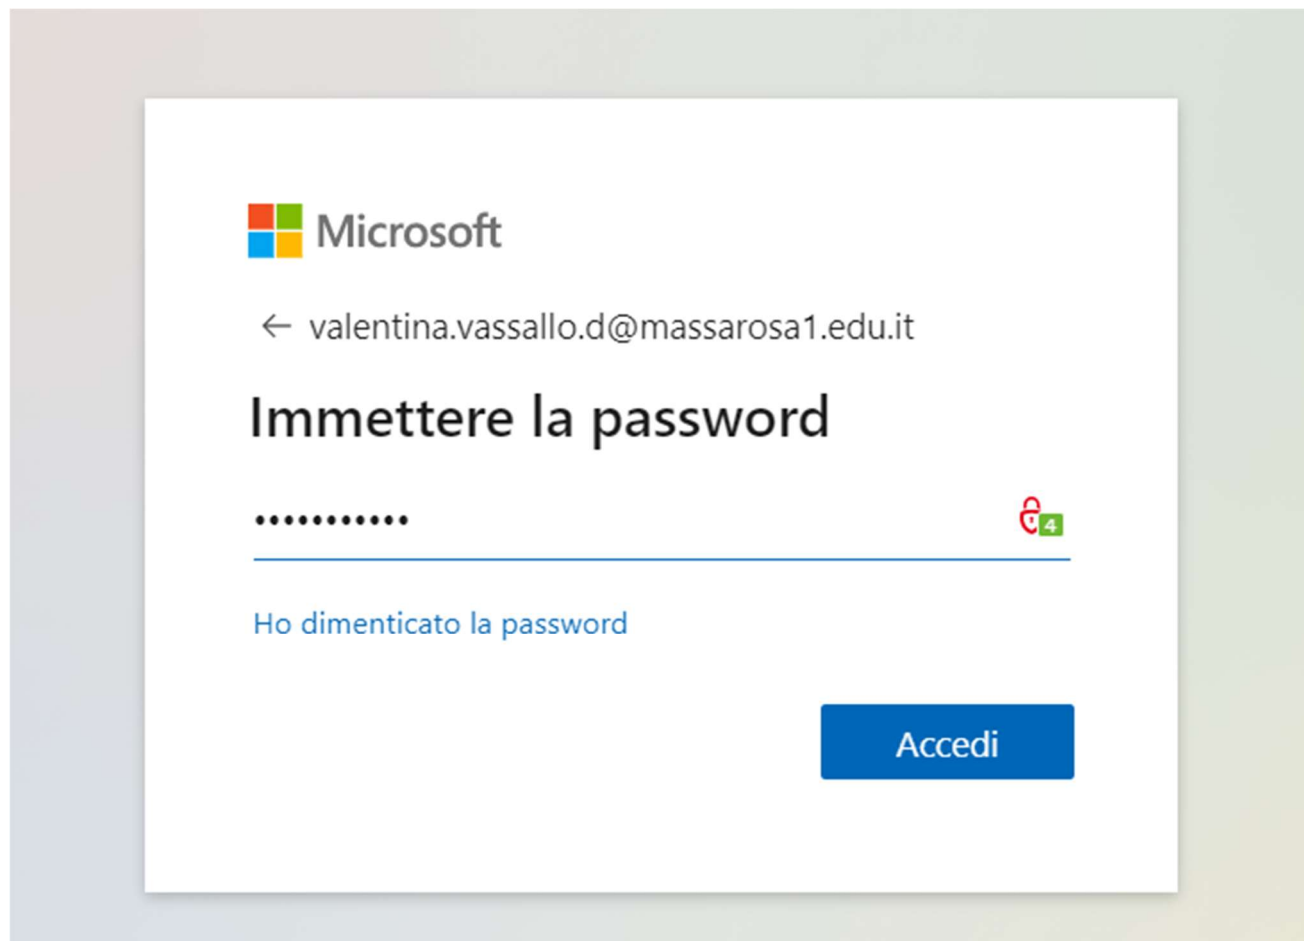 Microsoft
← valentina.vassallo.d@massarosa1.edu.it
Immettere la password
•••••••••••
4
Ho dimenticato la password
Accedi